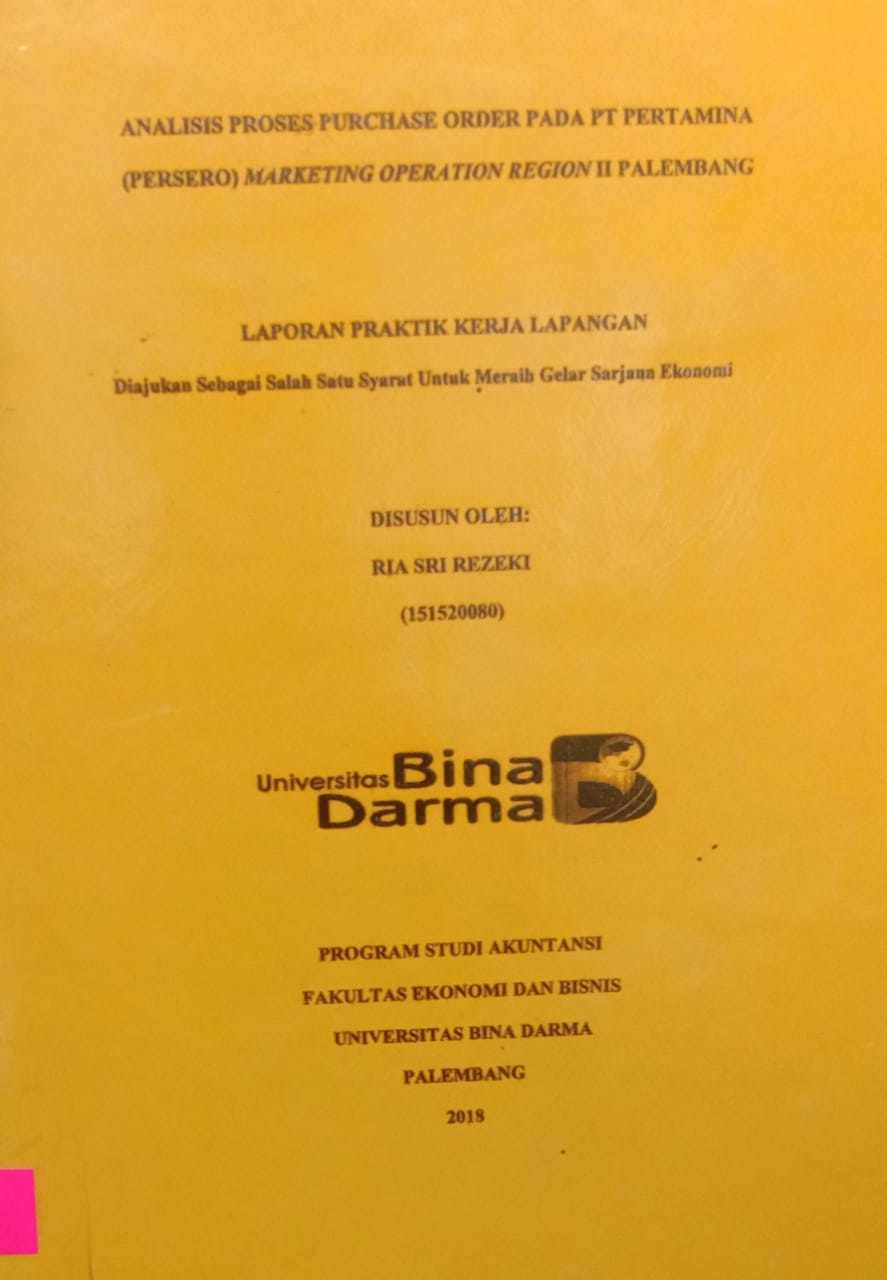 ANALISIS PROSES PURCHASE ORDER PADA PT PERTAMINA
(PERSERO) MARKETING OPERATION REGION II PALEMBANG
LAPORAN PRAKTIK KERJA LAPANGAN
Diajukan Sebagai Salah Satu Syarat Untuk Meraih Gelar Sarjana Ekonomi
DISUSUN OLEH:
RIA SRI REZEKI
(151520080)
Universitas Bina
Darma
PROGRAM STUDI AKUNTANSI
FAKULTAS EKONOMI DAN BISNIS
UNIVERSITAS BINA DARMA
PALEMBANG
2018